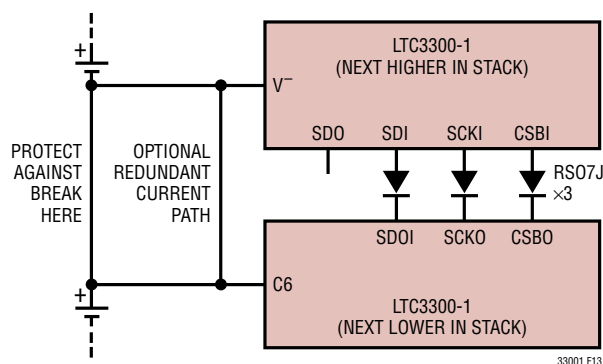 LTC3300-1
(NEXT HIGHER IN STACK)
+
V–
SDO SDI SCKI CSBI
PROTECT
AGAINST
BREAK
HERE
OPTIONAL
REDUNDANT
CURRENT
PATH
RSO7J
×3
SDOI SCKO CSBO
+
C6
LTC3300-1
(NEXT LOWER IN STACK)
33001 F13